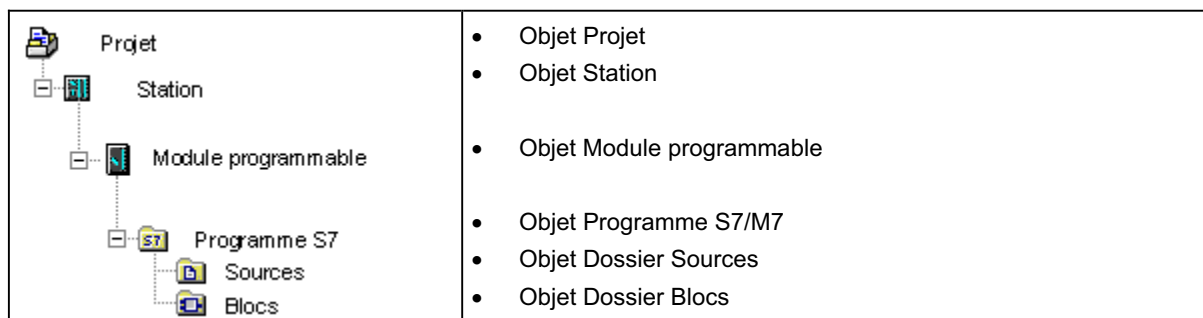 Projet
Station
Module programmable
Programme S7
S7
Sources
Blocs
• Objet Projet
• Objet Station
• Objet Module programmable
• Objet Programme S7/M7
• Objet Dossier Sources
• Objet Dossier Blocs